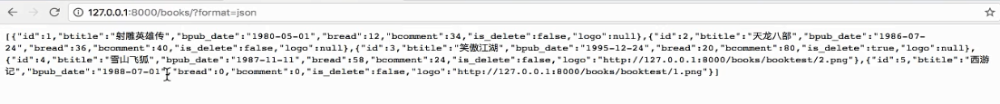 127.0.0.1:8000/books/?format=json
[{"id":1,"btitle":"射雕英雄传","bpub_date":"1980-05-01","bread":12,"bcomment":34,"is_delete":false,"logo":null},{"id":2,"btitle":"天龙八部","bpub_date":"1986-07-
24","bread":36,"bcomment":40,"is_delete":false,"logo":null},{"id":3,"btitle":"笑傲江湖","bpub_date":"1995-12-24","bread":20,"bcomment":80,"is_delete":true,"logo":null},
{"id":4,"btitle":"雪山飞狐","bpub_date":"1987-11-11","bread":58,"bcomment":24,"is_delete":false,"logo":"http://127.0.0.1:8000/books/booktest/2.png"},{"id":5,"btitle":"西游
记","bpub_date":"1988-07-01","bread":0,"bcomment":0,"is_delete":false,"logo":"http://127.0.0.1:8000/books/booktest/1.png"}]